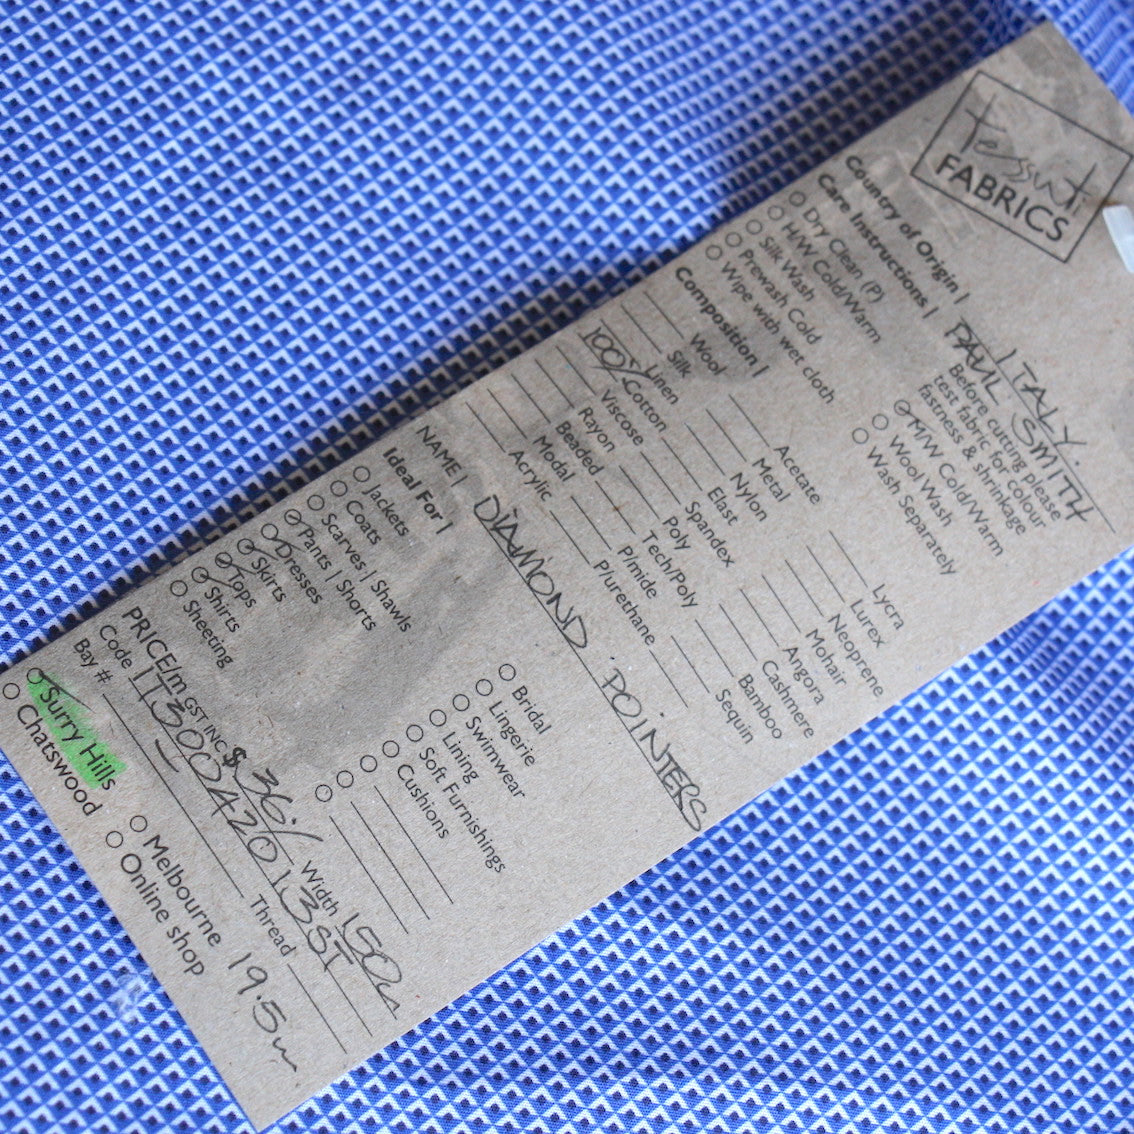 Tessuti
FABRICS
Country of Origin | ITALY.
Care Instructions | PAUL SMITH
Dry Clean (P)
H/W Cold/Warm
Silk Wash
Prewash Cold
Wipe with wet cloth
Before cutting please
test fabric for colour
fastness & shrinkage
M/W Cold/Warm
Wool Wash
Wash Separately
Composition |
Wool
Silk
Linen
100% Cotton
Viscose
Rayon
Beaded
Modal
Acrylic
Acetate
Metal
Nylon
Elast
Spandex
Poly
Tech/Poly
P/mide
P/urethane
Lycra
Lurex
Neoprene
Mohair
Angora
Cashmere
Bamboo
Sequin
NAME | DIAMOND POINTERS
Ideal For |
Jackets
Coats
Scarves | Shawls
Pants | Shorts
Dresses
Skirts
Tops
Shirts
Sheeting
Bridal
Lingerie
Swimwear
Lining
Soft Furnishings
Cushions
PRICE/m GST INC $36/ Width 150
Code
Bay # Thread
Surry Hills
Chatswood
Melbourne
Online shop
19.5m